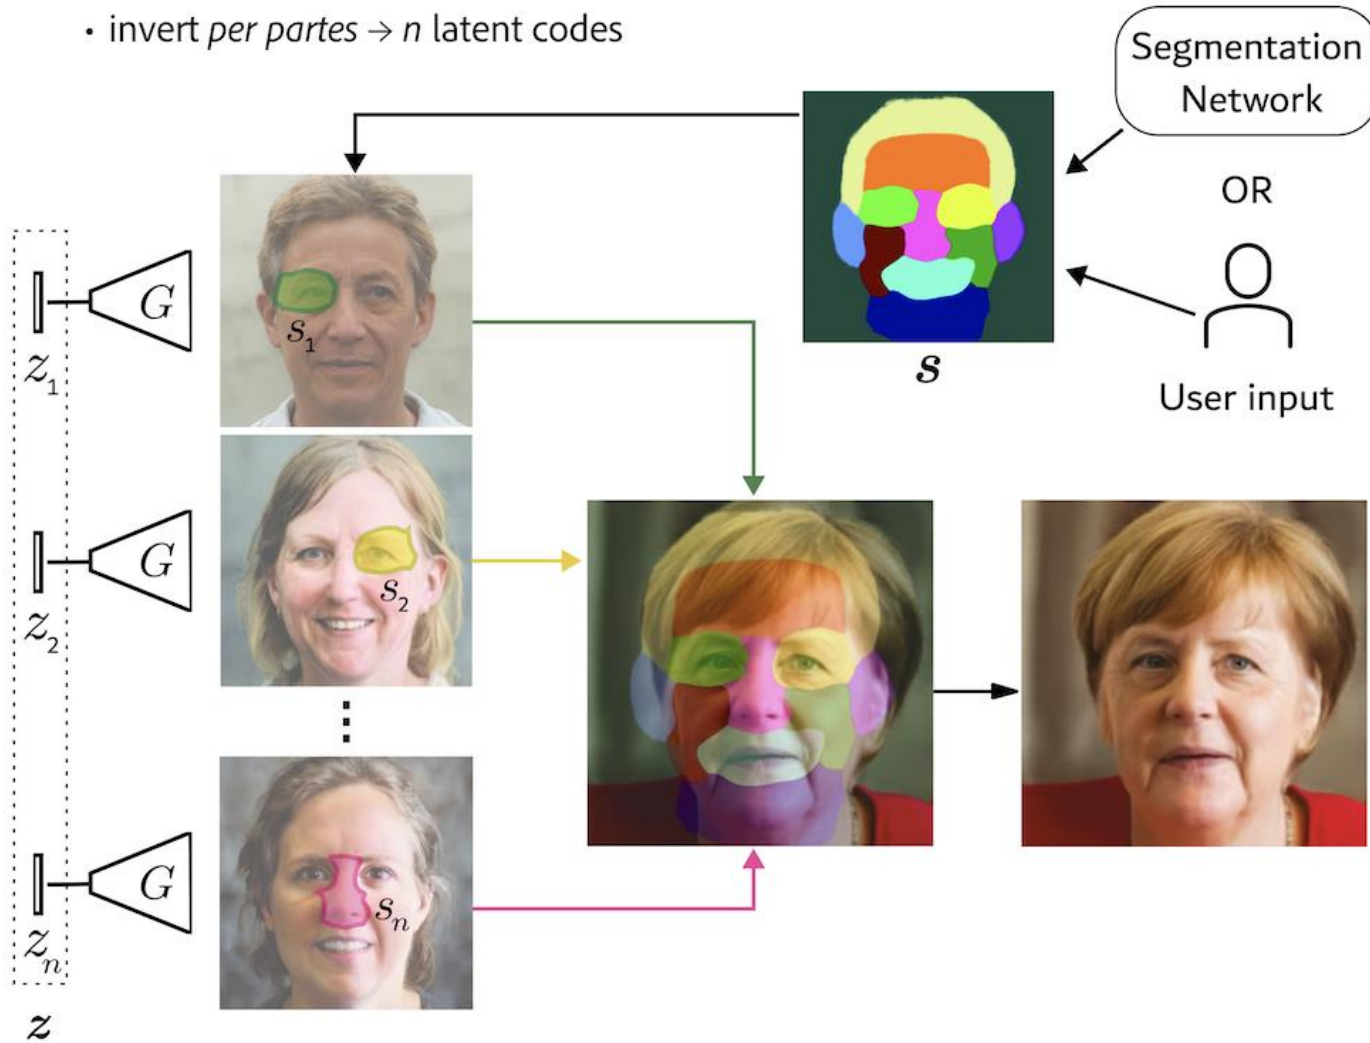 • invert per partes → n latent codes
Segmentation
Network
OR
User input
s
G
s₁
z₁
G
s₂
z₂
G
sₙ
zₙ
z